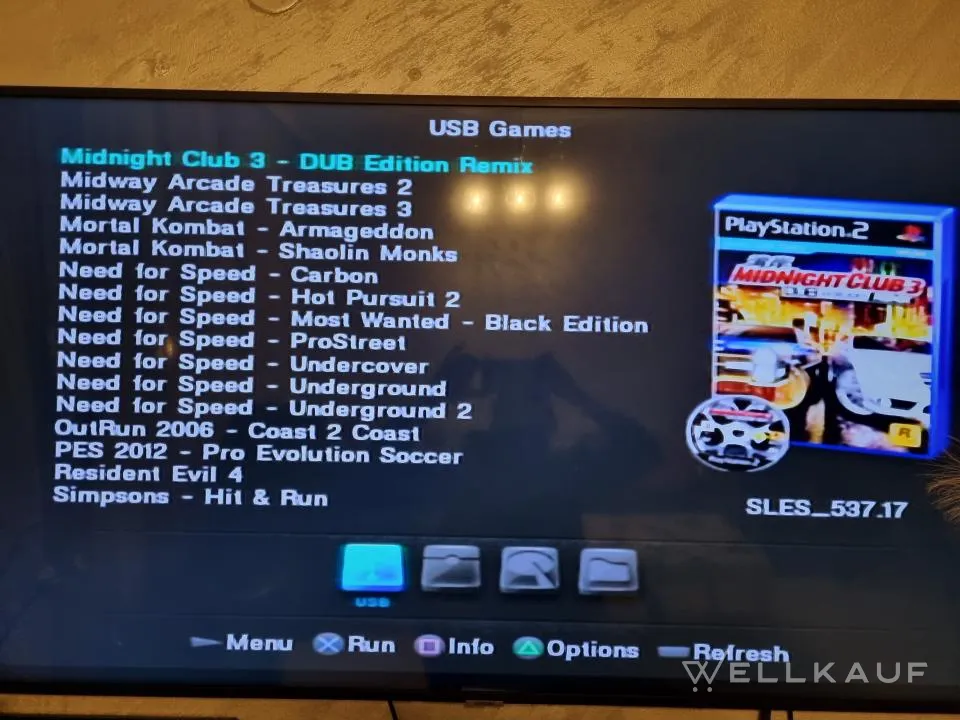 USB Games
Midnight Club 3 - DUB Edition Remix
Midway Arcade Treasures 2
Midway Arcade Treasures 3
Mortal Kombat - Armageddon
Mortal Kombat - Shaolin Monks
Need for Speed - Carbon
Need for Speed - Hot Pursuit 2
Need for Speed - Most Wanted - Black Edition
Need for Speed - ProStreet
Need for Speed - Undercover
Need for Speed - Underground
Need for Speed - Underground 2
OutRun 2006 - Coast 2 Coast
PES 2012 - Pro Evolution Soccer
Resident Evil 4
Simpsons - Hit & Run
PlayStation.2
MIDNIGHT CLUB 3
R
SLES_537.17
USB
Menu Run Info Options Refresh
WELLKAUF